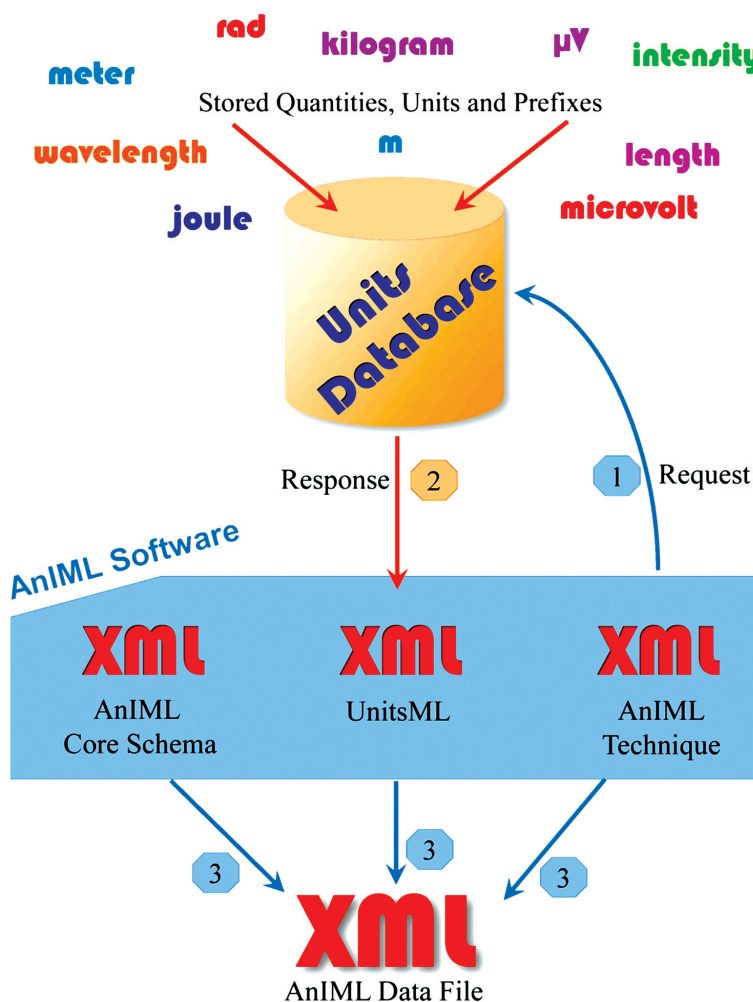 rad
kilogram
µV
intensity
meter
Stored Quantities, Units and Prefixes
wavelength
m
length
joule
microvolt
Units
Database
Response
2
1
Request
AnIML Software
XML
AnIML
Core Schema
XML
UnitsML
XML
AnIML
Technique
3
3
3
XML
AnIML Data File